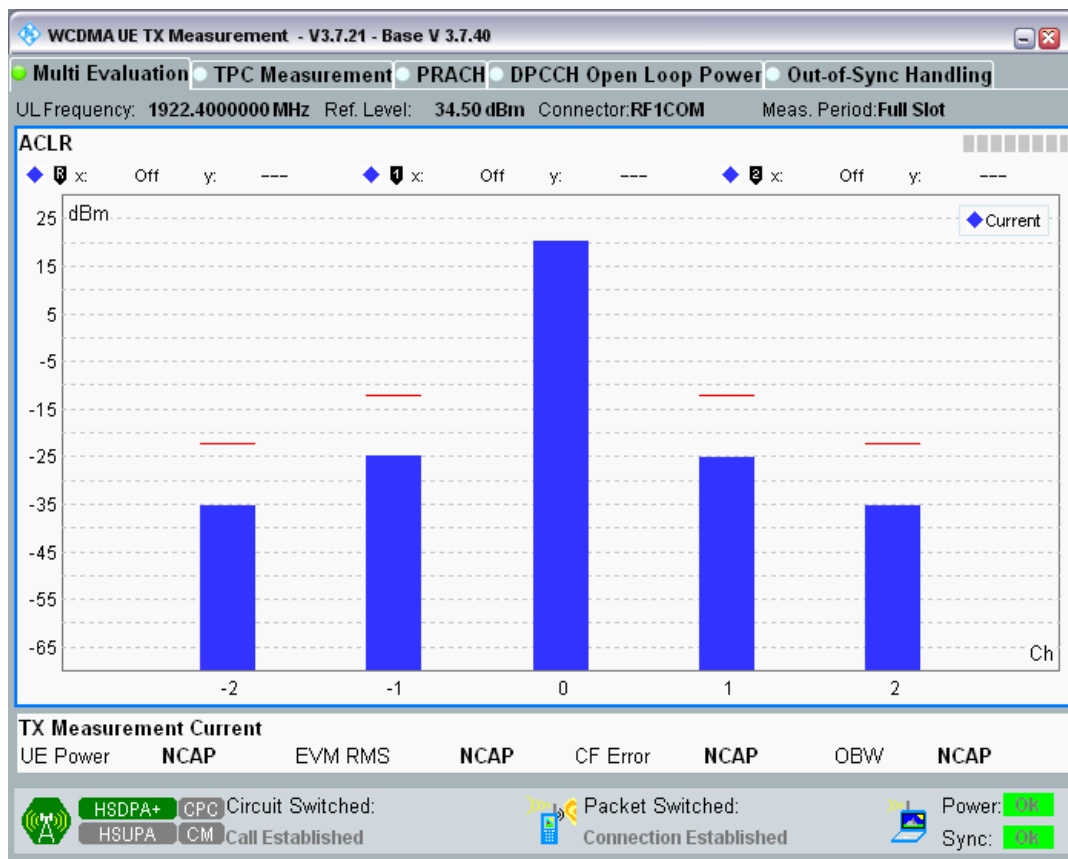 WCDMA UE TX Measurement - V3.7.21 - Base V 3.7.40
Multi Evaluation TPC Measurement PRACH DPCCH Open Loop Power Out-of-Sync Handling
UL Frequency: 1922.4000000 MHz Ref. Level: 34.50 dBm Connector:RF1COM Meas. Period:Full Slot
ACLR
R x: Off y: --- 1 x: Off y: --- 2 x: Off y: ---
25 dBm
Current
15
5
-5
-15
-25
-35
-45
-55
-65
Ch
-2 -1 0 1 2
TX Measurement Current
UE Power NCAP EVM RMS NCAP CF Error NCAP OBW NCAP
HSDPA+ CPC Circuit Switched: Packet Switched: Power: OK
HSUPA CM Call Established Connection Established Sync: OK